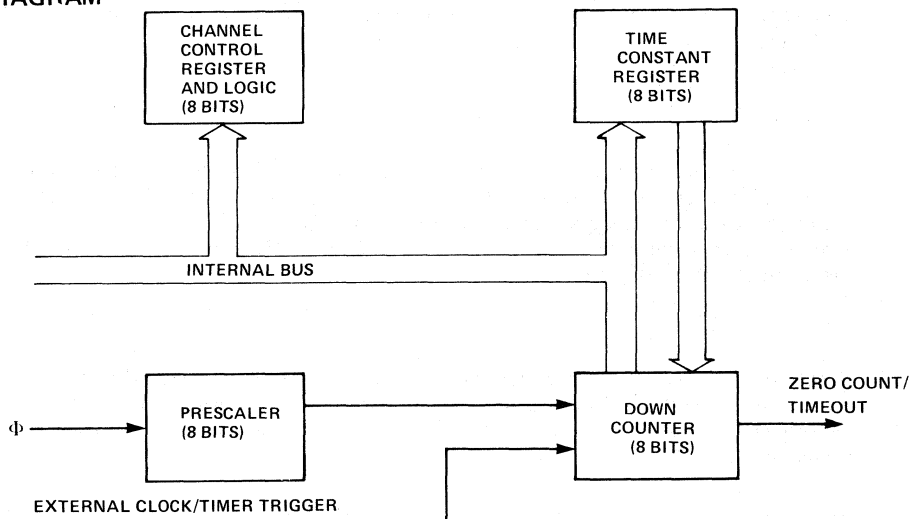 CHANNEL
CONTROL
REGISTER
AND LOGIC
(8 BITS)
TIME
CONSTANT
REGISTER
(8 BITS)
INTERNAL BUS
Φ
PRESCALER
(8 BITS)
DOWN
COUNTER
(8 BITS)
ZERO COUNT/
TIMEOUT
EXTERNAL CLOCK/TIMER TRIGGER